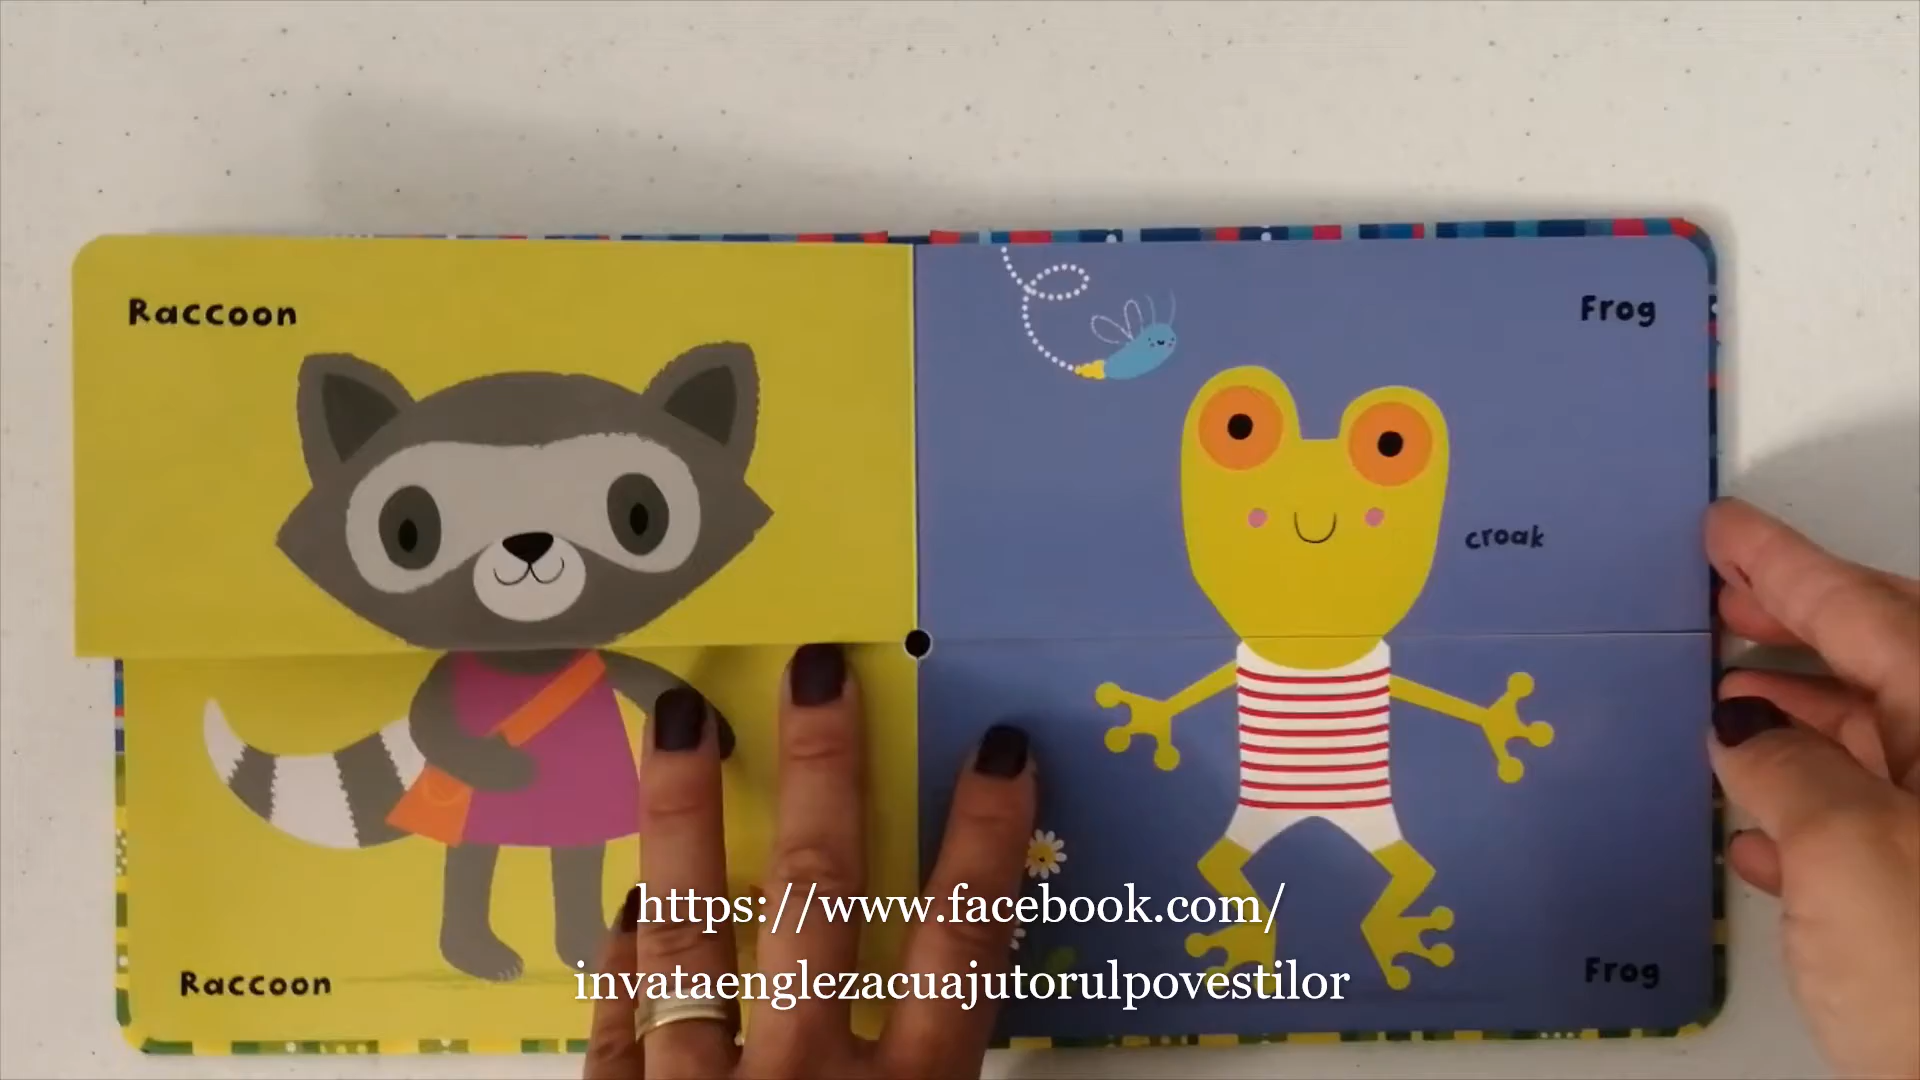 Raccoon
Frog
croak
Raccoon
Frog
https://www.facebook.com/
invataenglezacuajutorulpovestilor